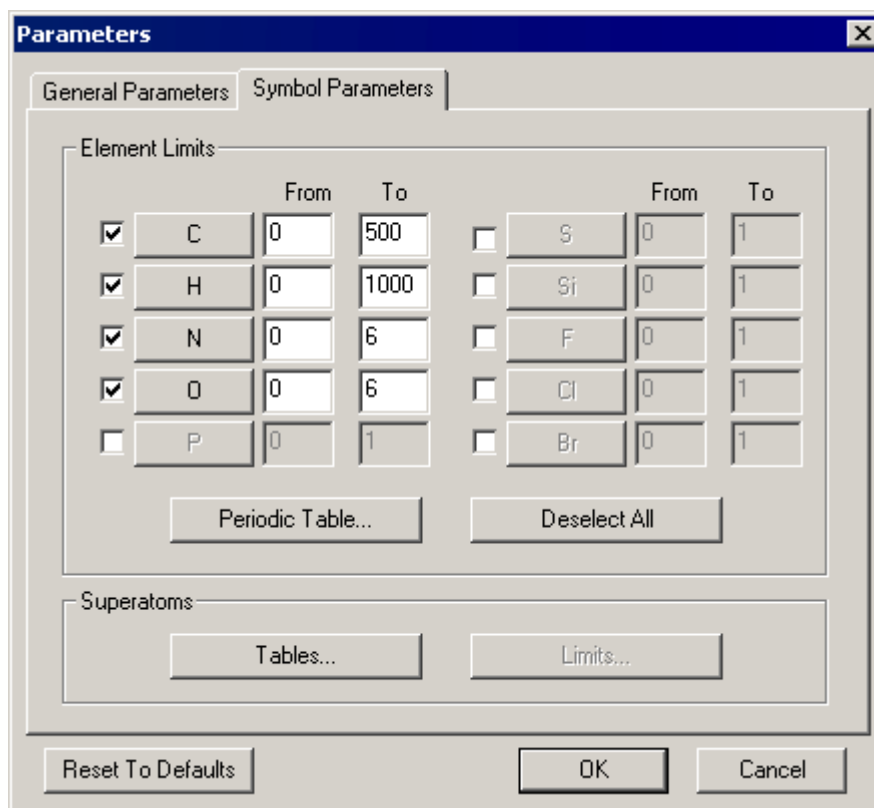 Parameters
General Parameters Symbol Parameters
Element Limits
From To From To
C 0 500 S 0 1
H 0 1000 Si 0 1
N 0 6 F 0 1
O 0 6 Cl 0 1
P 0 1 Br 0 1
Periodic Table... Deselect All
Superatoms
Tables... Limits...
Reset To Defaults OK Cancel